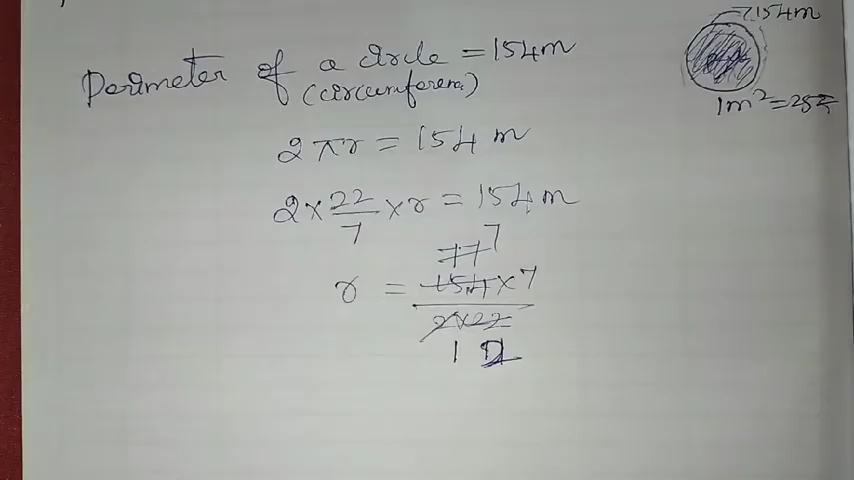 Perimeter of a circle = 154m
(circumference)
2πr = 154 m
2 × 22/7 × r = 154m
7
77
r = 154 × 7 / 2×22
1 2
154m
1m² = 25₹